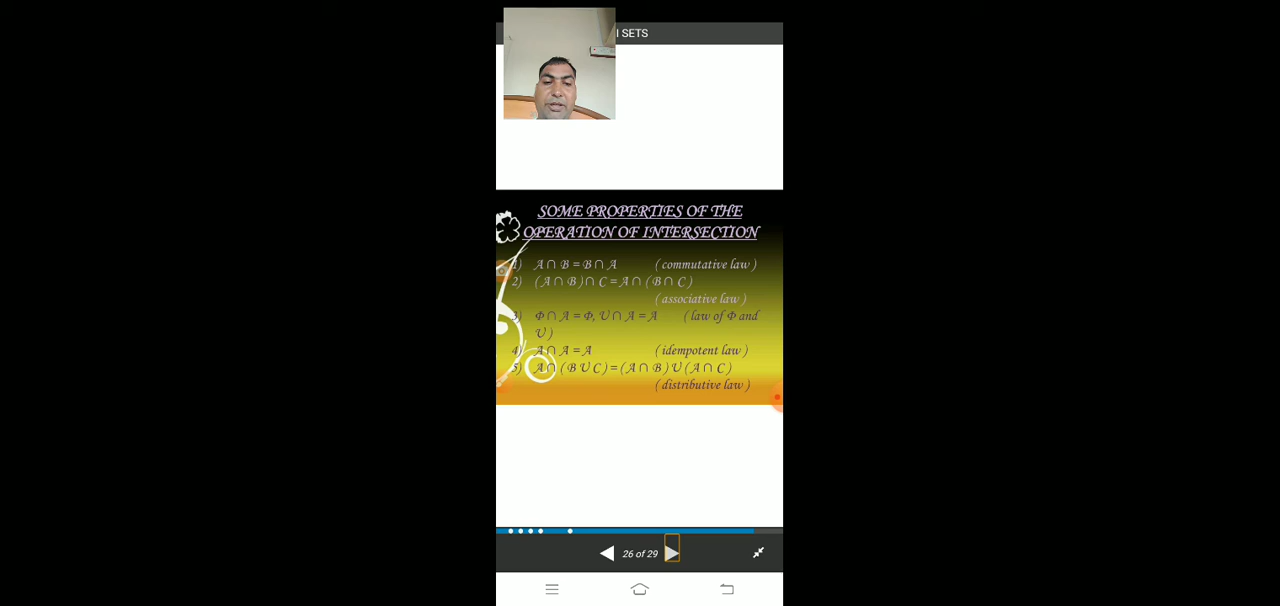 I SETS
SOME PROPERTIES OF THE
OPERATION OF INTERSECTION
1) A ∩ B = B ∩ A ( commutative law )
2) ( A ∩ B ) ∩ C = A ∩ ( B ∩ C )
( associative law )
3) Φ ∩ A = Φ, U ∩ A = A ( law of Φ and
U )
4) A ∩ A = A ( idempotent law )
5) A ∩ ( B U C ) = ( A ∩ B ) U ( A ∩ C )
( distributive law )
26 of 29